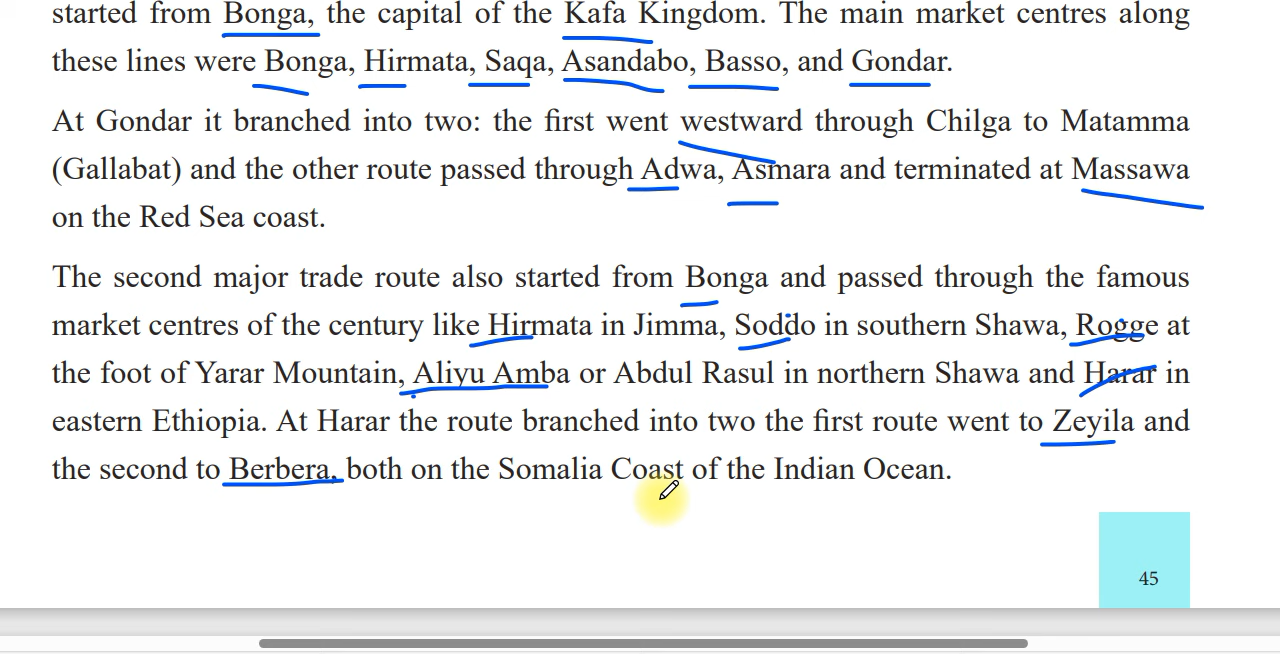 started from Bonga, the capital of the Kafa Kingdom. The main market centres along
these lines were Bonga, Hirmata, Saqa, Asandabo, Basso, and Gondar.
At Gondar it branched into two: the first went westward through Chilga to Matamma
(Gallabat) and the other route passed through Adwa, Asmara and terminated at Massawa
on the Red Sea coast.
The second major trade route also started from Bonga and passed through the famous
market centres of the century like Hirmata in Jimma, Soddo in southern Shawa, Rogge at
the foot of Yarar Mountain, Aliyu Amba or Abdul Rasul in northern Shawa and Harar in
eastern Ethiopia. At Harar the route branched into two the first route went to Zeyila and
the second to Berbera, both on the Somalia Coast of the Indian Ocean.
45